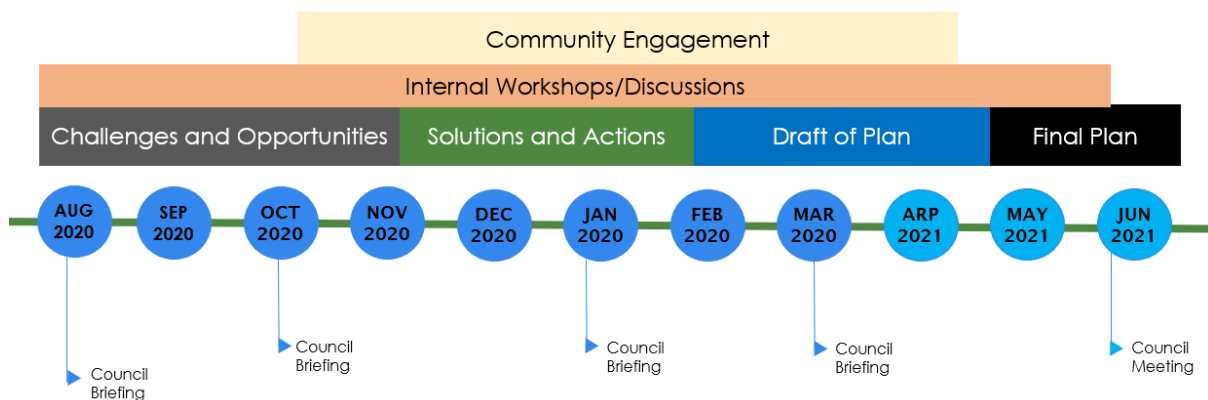 Community Engagement
Internal Workshops/Discussions
Challenges and Opportunities
Solutions and Actions
Draft of Plan
Final Plan
AUG
2020
SEP
2020
OCT
2020
NOV
2020
DEC
2020
JAN
2020
FEB
2020
MAR
2020
ARP
2021
MAY
2021
JUN
2021
Council
Briefing
Council
Briefing
Council
Briefing
Council
Briefing
Council
Meeting